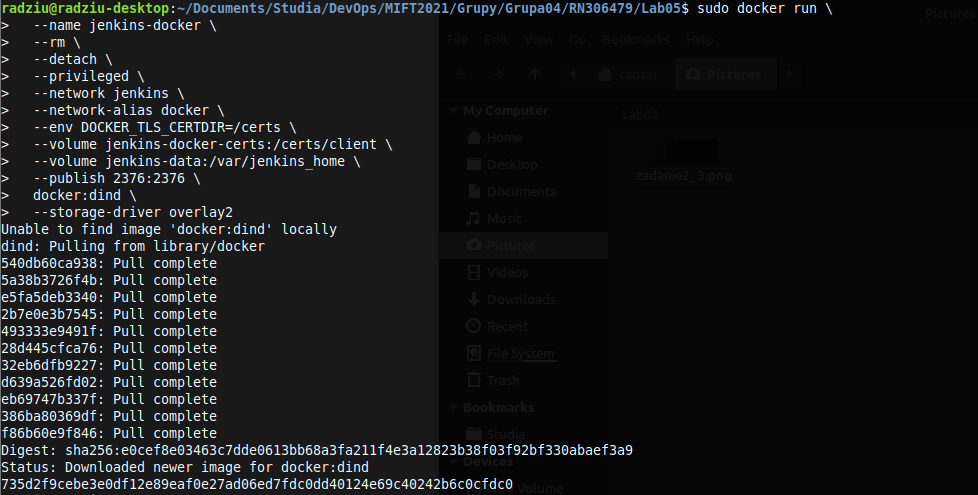 radziu@radziu-desktop:~/Documents/Studia/DevOps/MIFT2021/Grupy/Grupa04/RN306479/Lab05$ sudo docker run \
>   --name jenkins-docker \
>   --rm \
>   --detach \
>   --privileged \
>   --network jenkins \
>   --network-alias docker \
>   --env DOCKER_TLS_CERTDIR=/certs \
>   --volume jenkins-docker-certs:/certs/client \
>   --volume jenkins-data:/var/jenkins_home \
>   --publish 2376:2376 \
>   docker:dind \
>   --storage-driver overlay2
Unable to find image 'docker:dind' locally
dind: Pulling from library/docker
540db60ca938: Pull complete
5a38b3726f4b: Pull complete
e5fa5deb3340: Pull complete
2b7e0e3b7545: Pull complete
493333e9491f: Pull complete
28d445cfca76: Pull complete
32eb6dfb9227: Pull complete
d639a526fd02: Pull complete
eb69747b337f: Pull complete
386ba80369df: Pull complete
f86b60e9f846: Pull complete
Digest: sha256:e0cef8e03463c7dde0613bb68a3fa211f4e3a12823b38f03f92bf330abaef3a9
Status: Downloaded newer image for docker:dind
735d2f9cebe3e0df12e89eaf0e27ad06ed7fdc0dd40124e69c40242b6c0cfdc0
Pictures
File Edit View Go Bookmarks Help
radziu Pictures
My Computer
Home
Desktop
Documents
Music
Pictures
Videos
Downloads
Recent
File System
Trash
Bookmarks
Studia
Devices
New Volume
Lab05
zadanie2_3.png